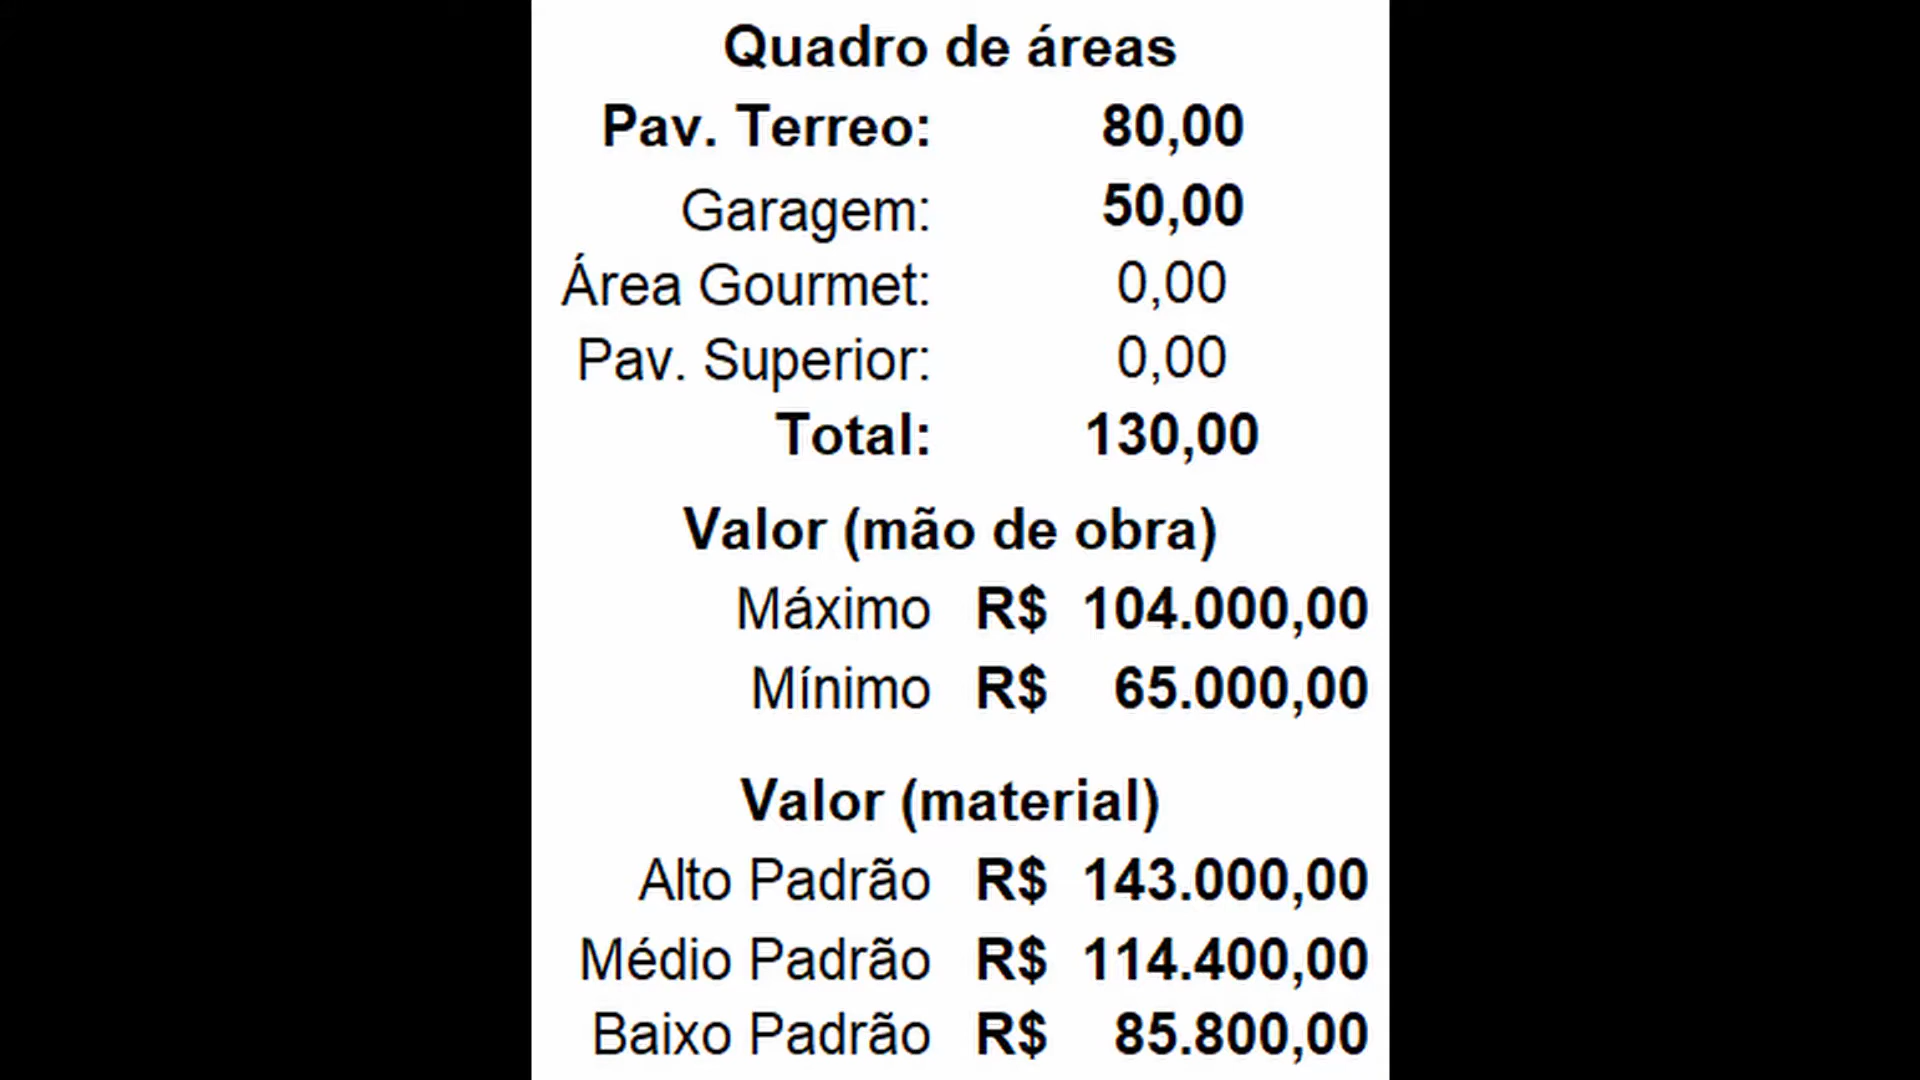 Quadro de áreas
Pav. Terreo: 80,00
Garagem: 50,00
Área Gourmet: 0,00
Pav. Superior: 0,00
Total: 130,00
Valor (mão de obra)
Máximo R$ 104.000,00
Mínimo R$ 65.000,00
Valor (material)
Alto Padrão R$ 143.000,00
Médio Padrão R$ 114.400,00
Baixo Padrão R$ 85.800,00